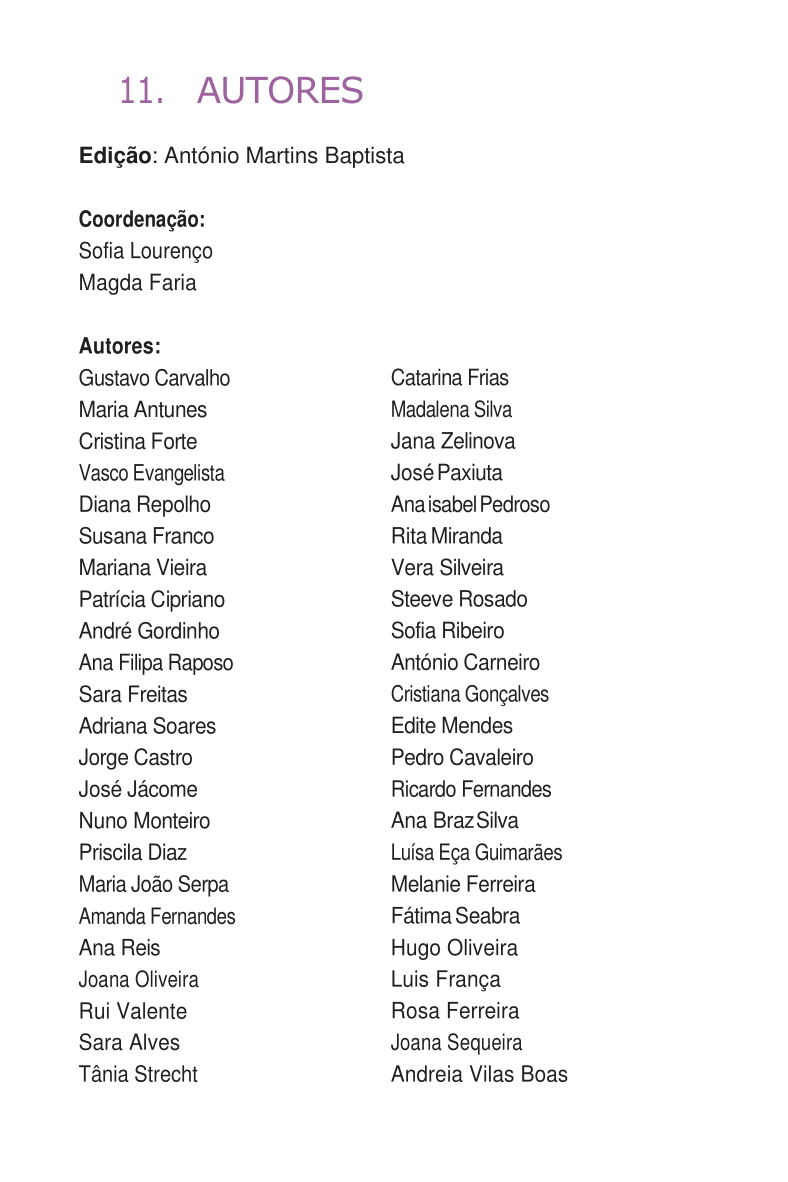 11. AUTORES
Edição: António Martins Baptista
Coordenação:
Sofia Lourenço
Magda Faria
Autores:
Gustavo Carvalho
Maria Antunes
Cristina Forte
Vasco Evangelista
Diana Repolho
Susana Franco
Mariana Vieira
Patrícia Cipriano
André Gordinho
Ana Filipa Raposo
Sara Freitas
Adriana Soares
Jorge Castro
José Jácome
Nuno Monteiro
Priscila Diaz
Maria João Serpa
Amanda Fernandes
Ana Reis
Joana Oliveira
Rui Valente
Sara Alves
Tânia Strecht
Catarina Frias
Madalena Silva
Jana Zelinova
José Paxiuta
Ana isabel Pedroso
Rita Miranda
Vera Silveira
Steeve Rosado
Sofia Ribeiro
António Carneiro
Cristiana Gonçalves
Edite Mendes
Pedro Cavaleiro
Ricardo Fernandes
Ana Braz Silva
Luísa Eça Guimarães
Melanie Ferreira
Fátima Seabra
Hugo Oliveira
Luis França
Rosa Ferreira
Joana Sequeira
Andreia Vilas Boas